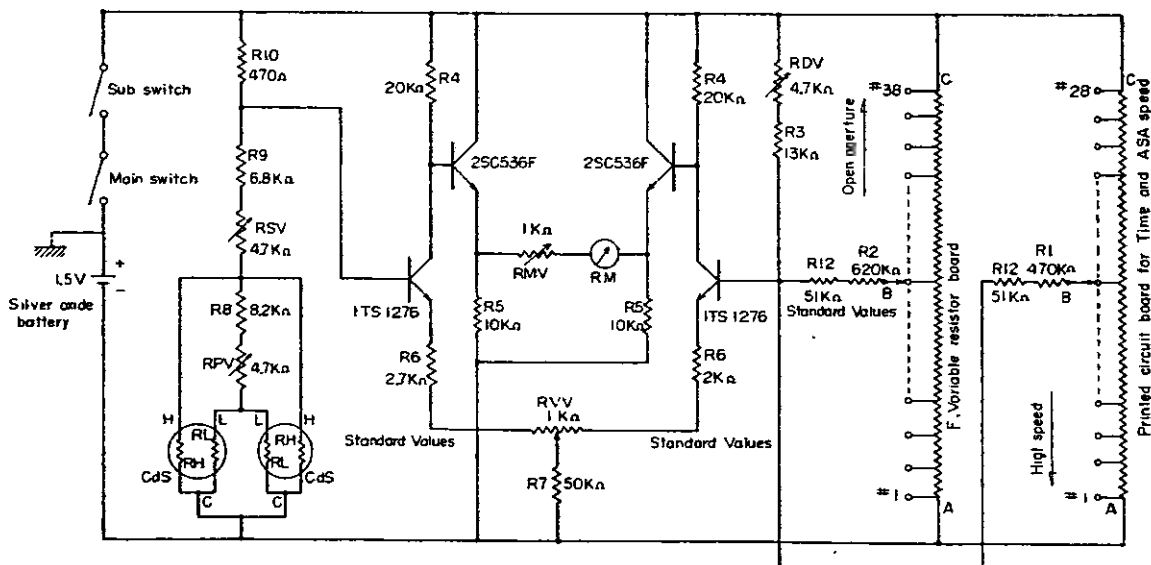 Sub switch
Main switch
1.5V
+
−
Silver oxide
battery
R10
470Ω
R9
6.8KΩ
RSV
4.7KΩ
R8
8.2KΩ
RPV
4.7KΩ
H
L
L
H
RL
RH
RH
RL
CdS
CdS
C
C
R4
20KΩ
2SC536F
1TS 1276
R6
2.7KΩ
Standard Values
1KΩ
RMV
RM
R5
10KΩ
R5
10KΩ
RVV
1KΩ
R7
50KΩ
R4
20KΩ
2SC536F
1TS 1276
R6
2KΩ
Standard Values
RDV
4.7KΩ
R3
13KΩ
R12
51KΩ
R2
620KΩ
B
Standard Values
Open aperture
#38
C
#1
A
F. Variable resistor board
R12
51KΩ
R1
470KΩ
B
#28
C
#1
A
Higt speed
Printed circuit board for Time and ASA speed